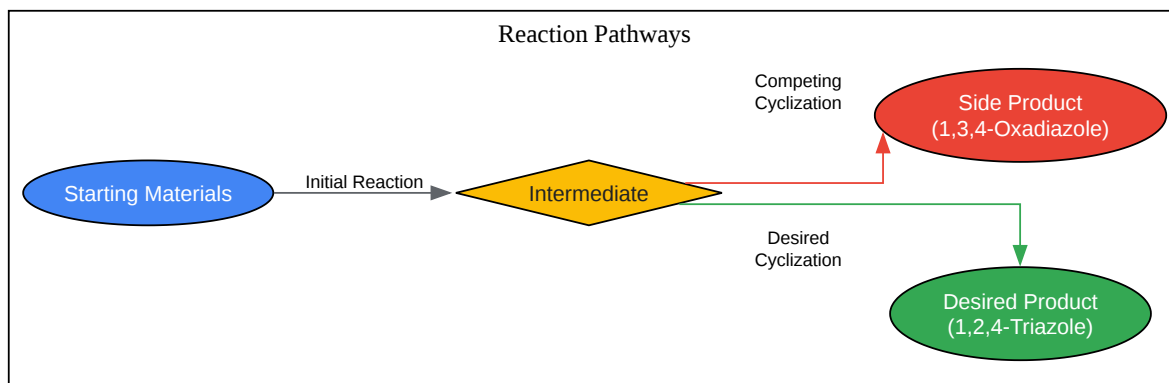 Reaction Pathways
Starting Materials
Initial Reaction
Intermediate
Competing
Cyclization
Side Product
(1,3,4-Oxadiazole)
Desired
Cyclization
Desired Product
(1,2,4-Triazole)